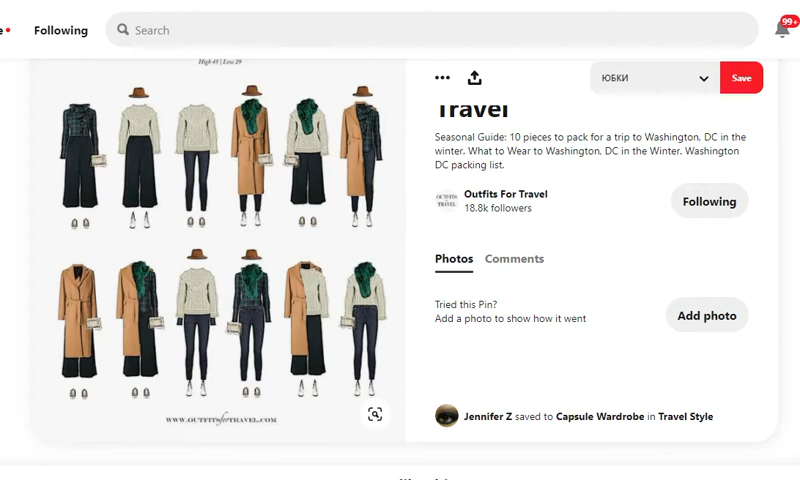 e
Following
Search
99+
High 45 | Low 29
ЮБКИ
Save
Travel
Seasonal Guide: 10 pieces to pack for a trip to Washington, DC in the
winter. What to Wear to Washington, DC in the Winter. Washington
DC packing list.
OUTFITS
TRAVEL
Outfits For Travel
18.8k followers
Following
Photos Comments
Tried this Pin?
Add a photo to show how it went
Add photo
WWW.OUTFITSforTRAVEL.COM
Jennifer Z saved to Capsule Wardrobe in Travel Style